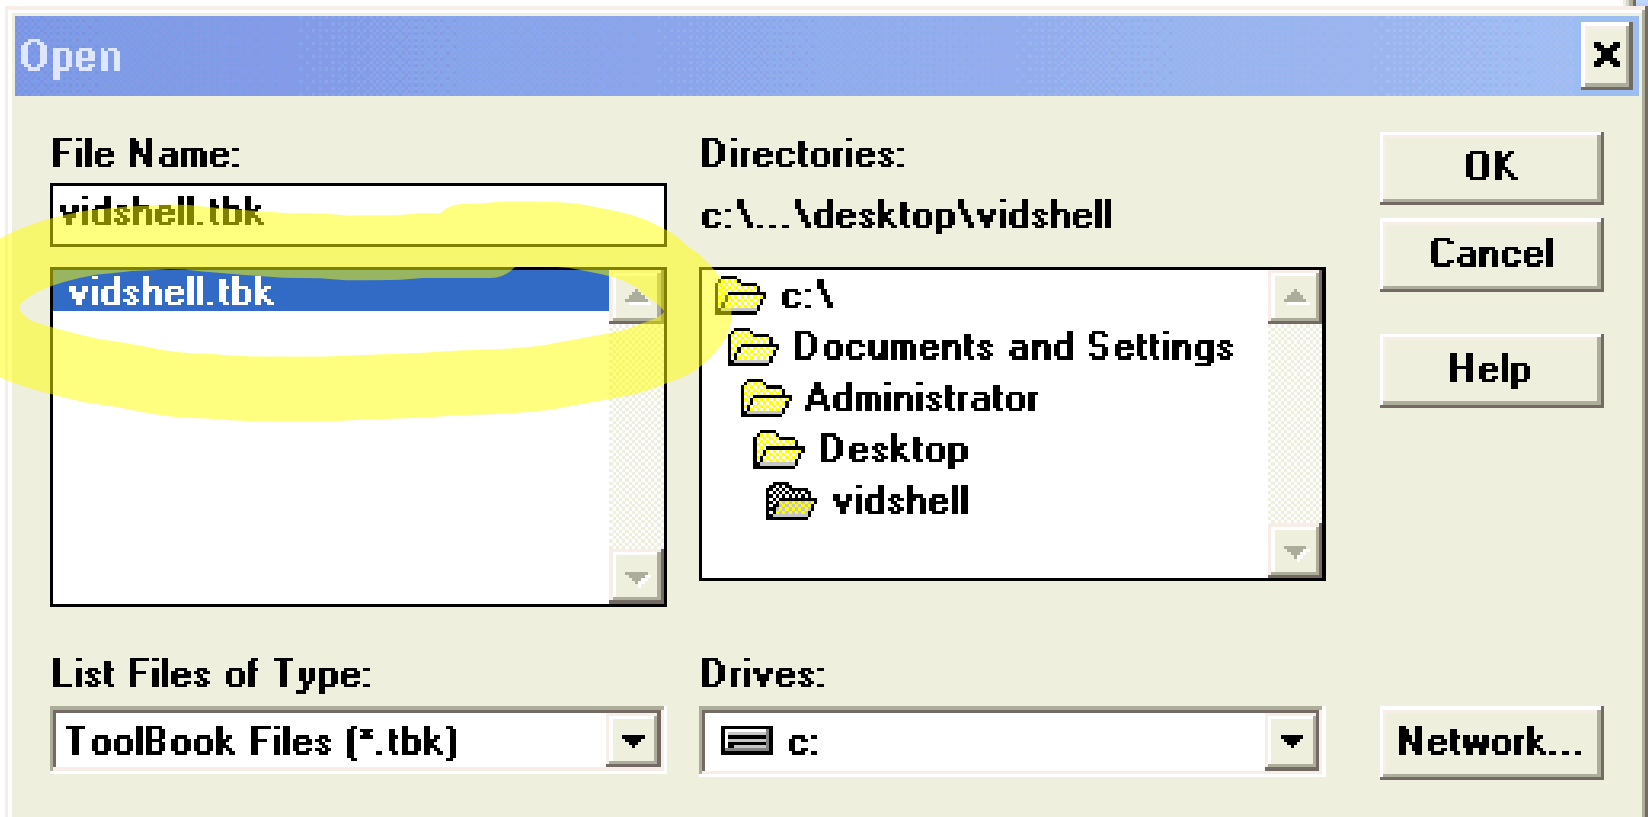 Open
File Name:
vidshell.tbk
vidshell.tbk
Directories:
c:\...\desktop\vidshell
c:\
Documents and Settings
Administrator
Desktop
vidshell
OK
Cancel
Help
List Files of Type:
ToolBook Files (*.tbk)
Drives:
c:
Network...